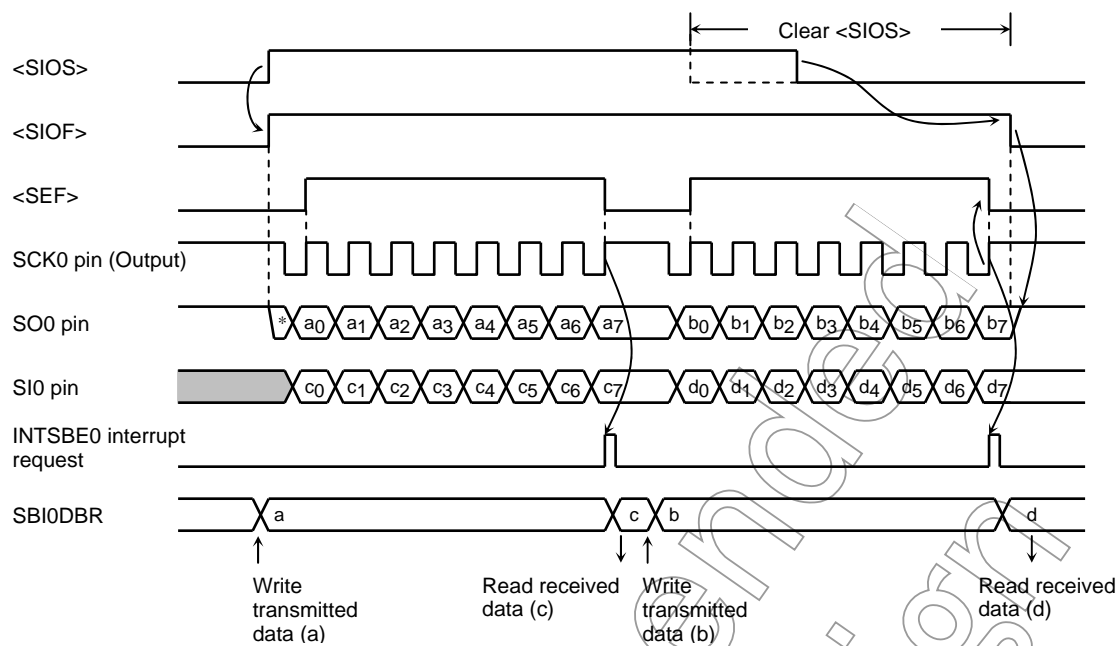 Clear <SIOS>
<SIOS>
<SIOF>
<SEF>
SCK0 pin (Output)
SO0 pin
* a0 a1 a2 a3 a4 a5 a6 a7 b0 b1 b2 b3 b4 b5 b6 b7
SI0 pin
c0 c1 c2 c3 c4 c5 c6 c7 d0 d1 d2 d3 d4 d5 d6 d7
INTSBE0 interrupt
request
SBI0DBR
a c b d
Write
transmitted
data (a)
Read received
data (c)
Write
transmitted
data (b)
Read received
data (d)